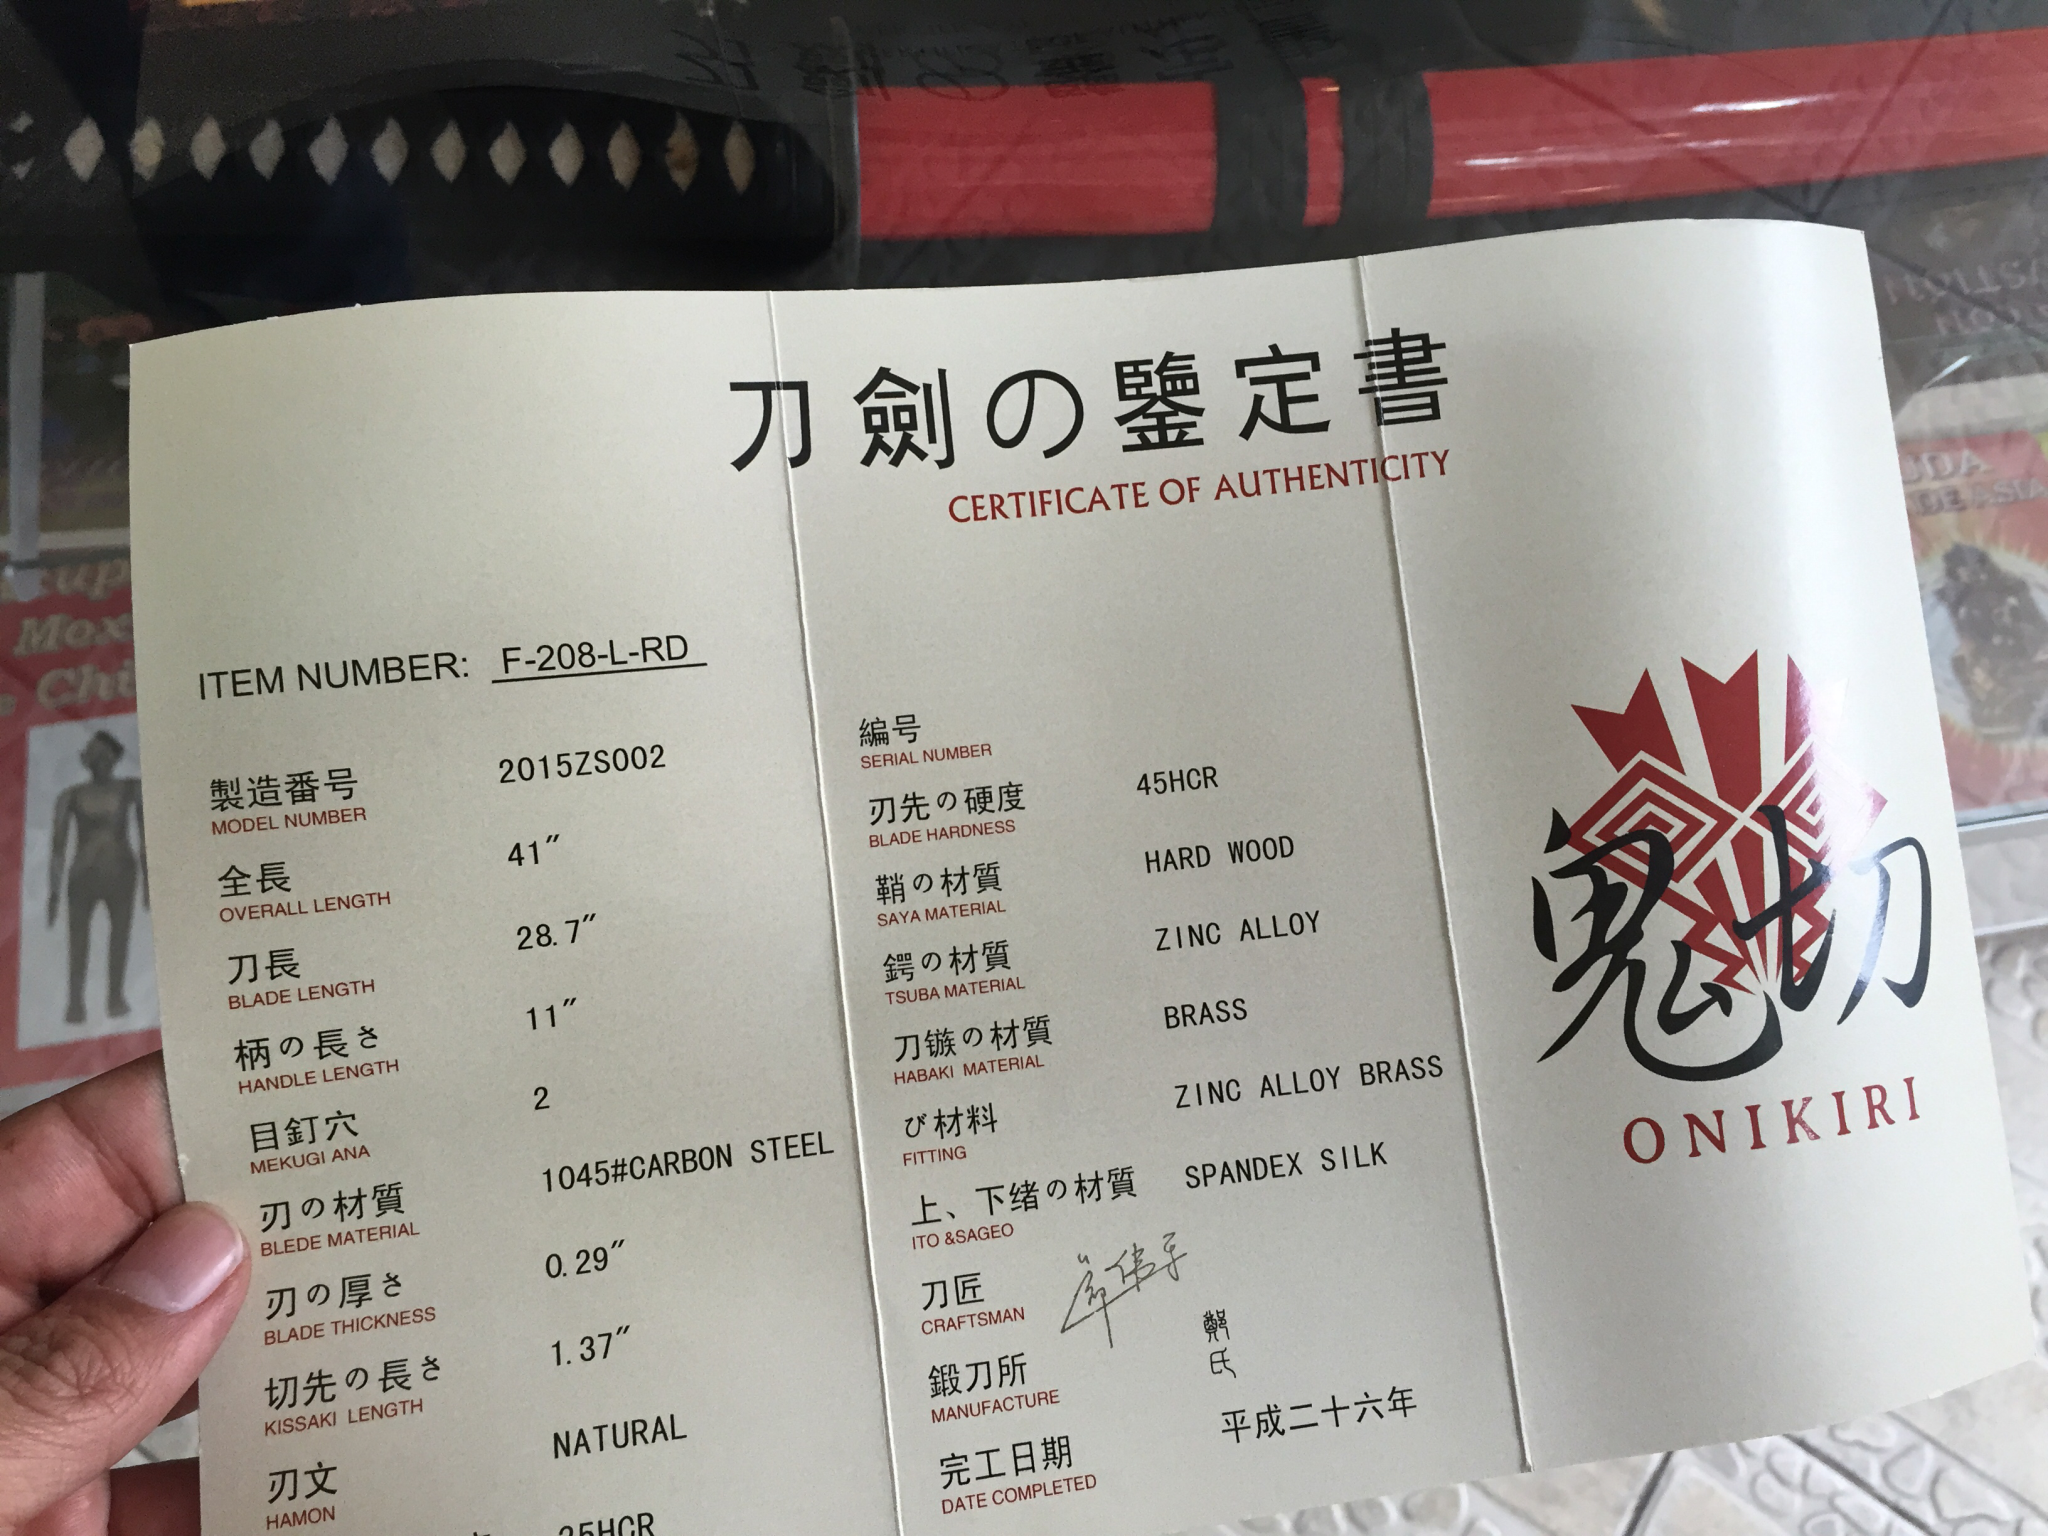 刀劍の鑒定書
CERTIFICATE OF AUTHENTICITY
ITEM NUMBER: F-208-L-RD
製造番号 2015ZS002
MODEL NUMBER
全長 41″
OVERALL LENGTH
刀長 28.7″
BLADE LENGTH
柄の長さ 11″
HANDLE LENGTH
目釘穴 2
MEKUGI ANA
刃の材質 1045#CARBON STEEL
BLEDE MATERIAL
刃の厚さ 0.29″
BLADE THICKNESS
切先の長さ 1.37″
KISSAKI LENGTH
刃文 NATURAL
HAMON
25HCR
編号
SERIAL NUMBER
刃先の硬度 45HCR
BLADE HARDNESS
鞘の材質 HARD WOOD
SAYA MATERIAL
鍔の材質 ZINC ALLOY
TSUBA MATERIAL
刀镞の材質 BRASS
HABAKI MATERIAL
び材料 ZINC ALLOY BRASS
FITTING
上、下绪の材質 SPANDEX SILK
ITO &SAGEO
刀匠
CRAFTSMAN
鍛刀所 鄭氏
MANUFACTURE
完工日期 平成二十六年
DATE COMPLETED
鬼切
ONIKIRI
Mox